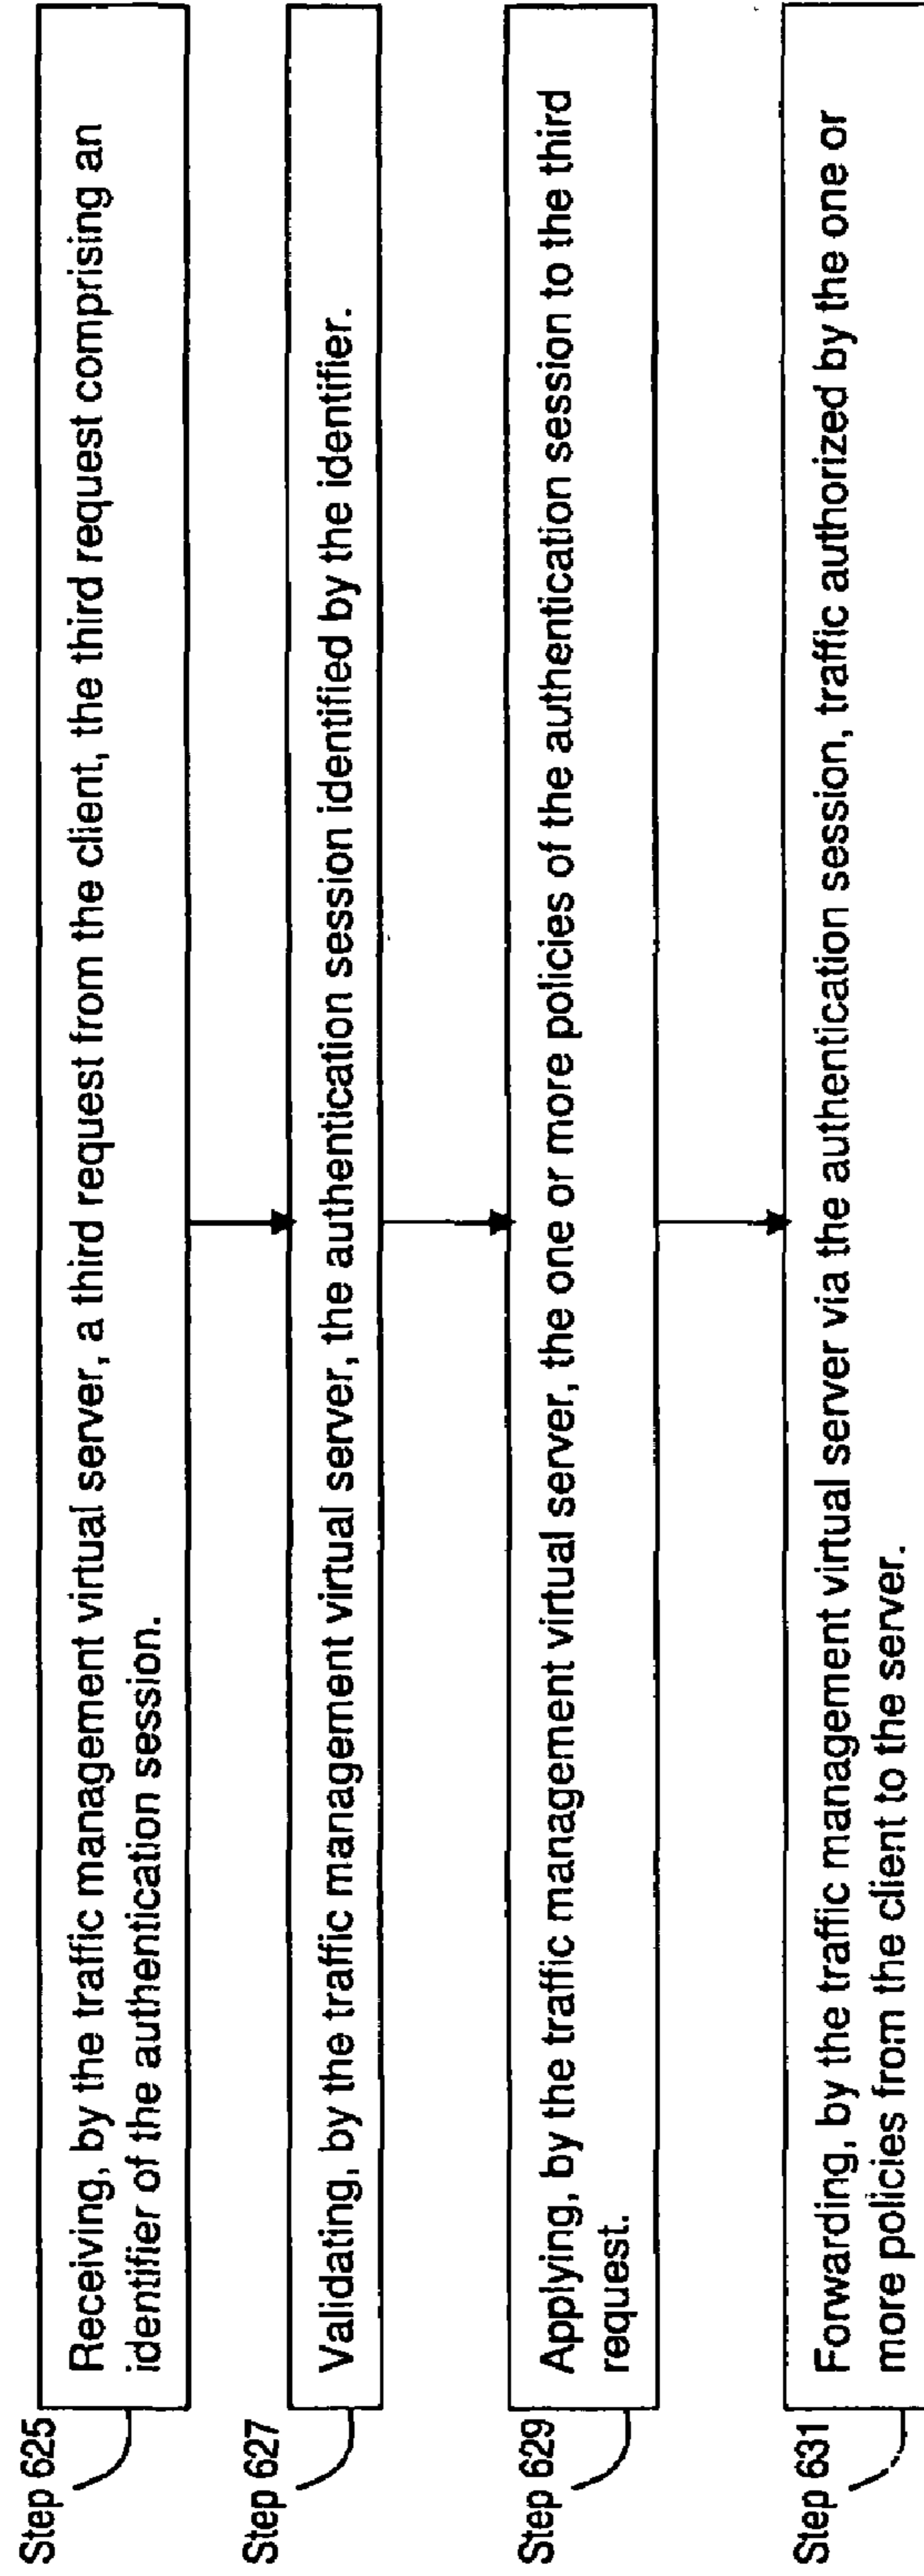 Step 625
Receiving, by the traffic management virtual server, a third request from the client, the third request comprising an
identifier of the authentication session.
Step 627
Validating, by the traffic management virtual server, the authentication session identified by the identifier.
Step 629
Applying, by the traffic management virtual server, the one or more policies of the authentication session to the third
request.
Step 631
Forwarding, by the traffic management virtual server via the authentication session, traffic authorized by the one or
more policies from the client to the server.